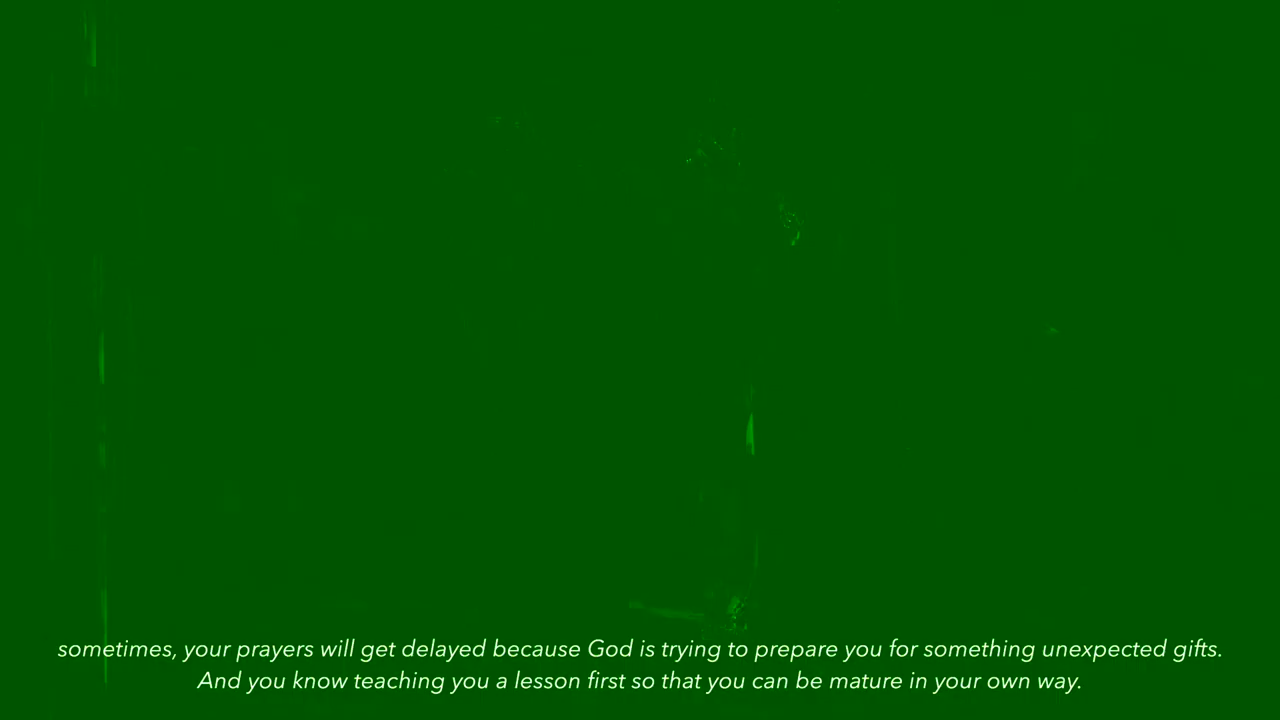 sometimes, your prayers will get delayed because God is trying to prepare you for something unexpected gifts.
And you know teaching you a lesson first so that you can be mature in your own way.